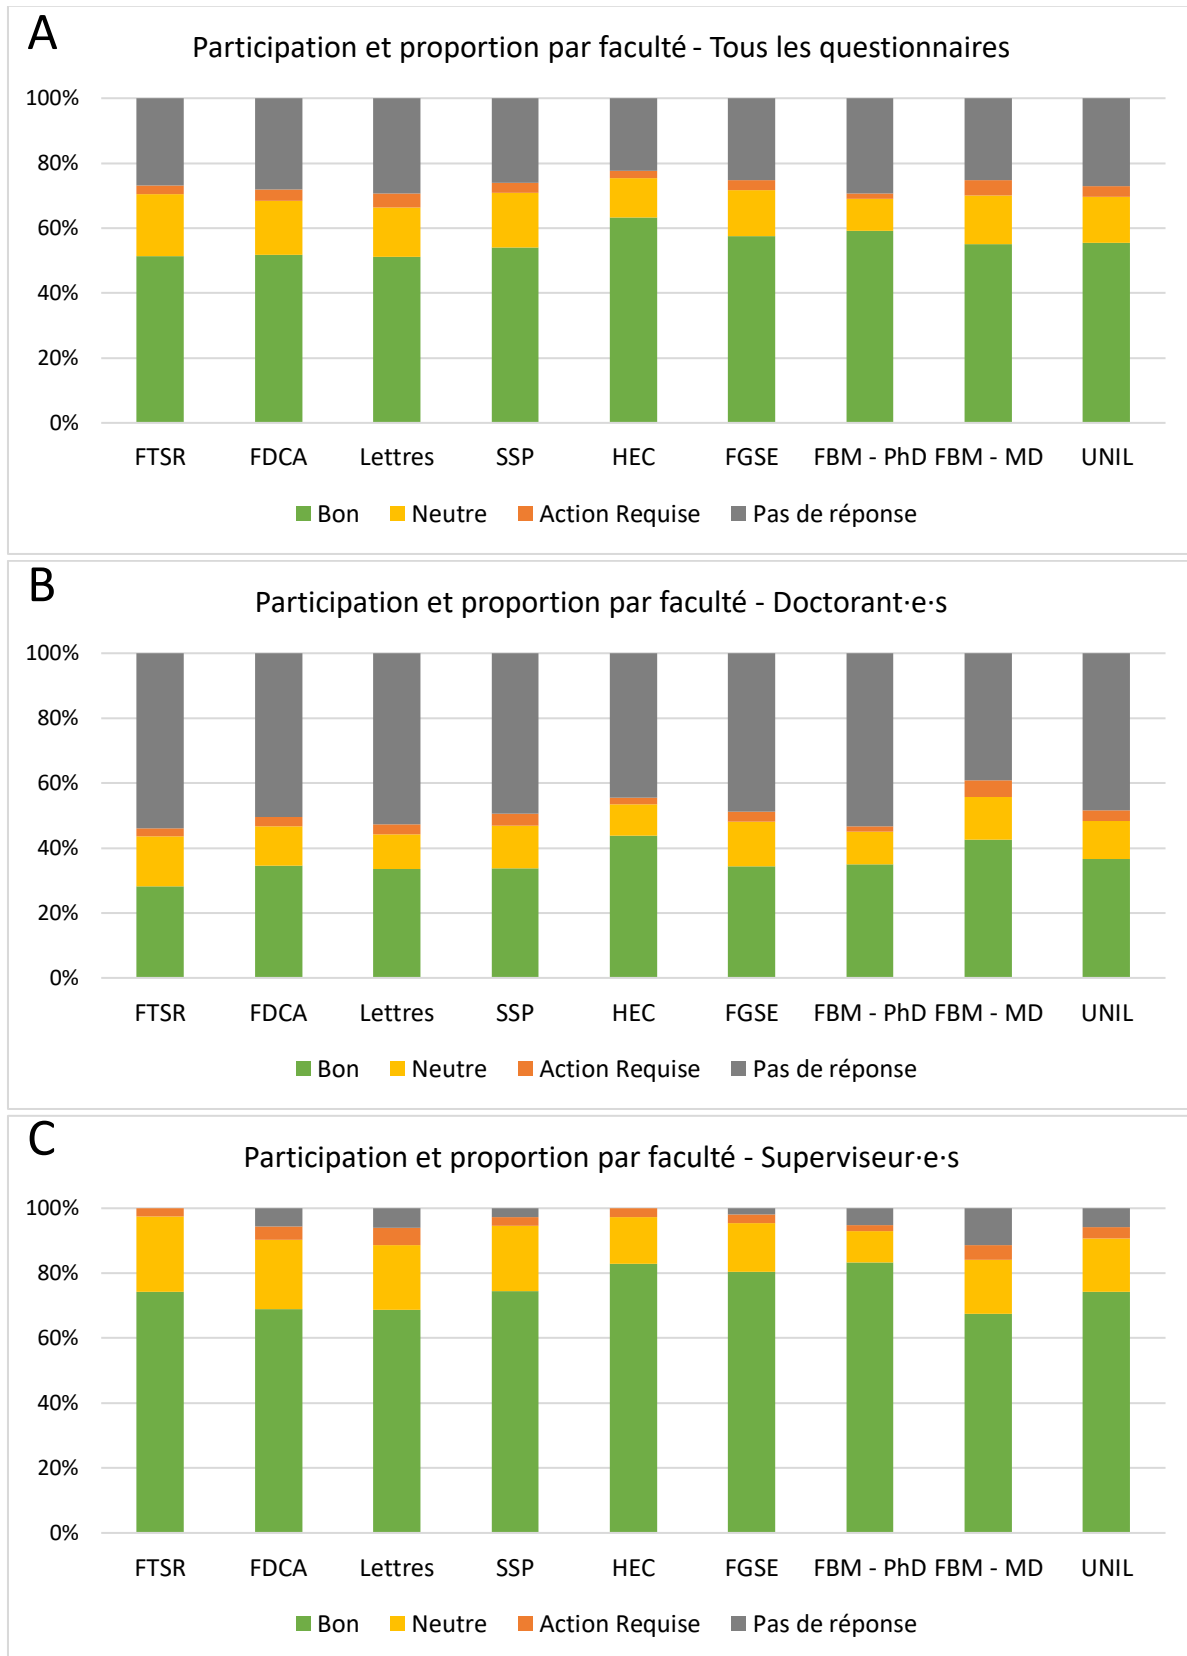 A
Participation et proportion par faculté - Tous les questionnaires
100%
80%
60%
40%
20%
0%
FTSR FDCA Lettres SSP HEC FGSE FBM - PhD FBM - MD UNIL
Bon Neutre Action Requise Pas de réponse
B
Participation et proportion par faculté - Doctorant·e·s
100%
80%
60%
40%
20%
0%
FTSR FDCA Lettres SSP HEC FGSE FBM - PhD FBM - MD UNIL
Bon Neutre Action Requise Pas de réponse
C
Participation et proportion par faculté - Superviseur·e·s
100%
80%
60%
40%
20%
0%
FTSR FDCA Lettres SSP HEC FGSE FBM - PhD FBM - MD UNIL
Bon Neutre Action Requise Pas de réponse